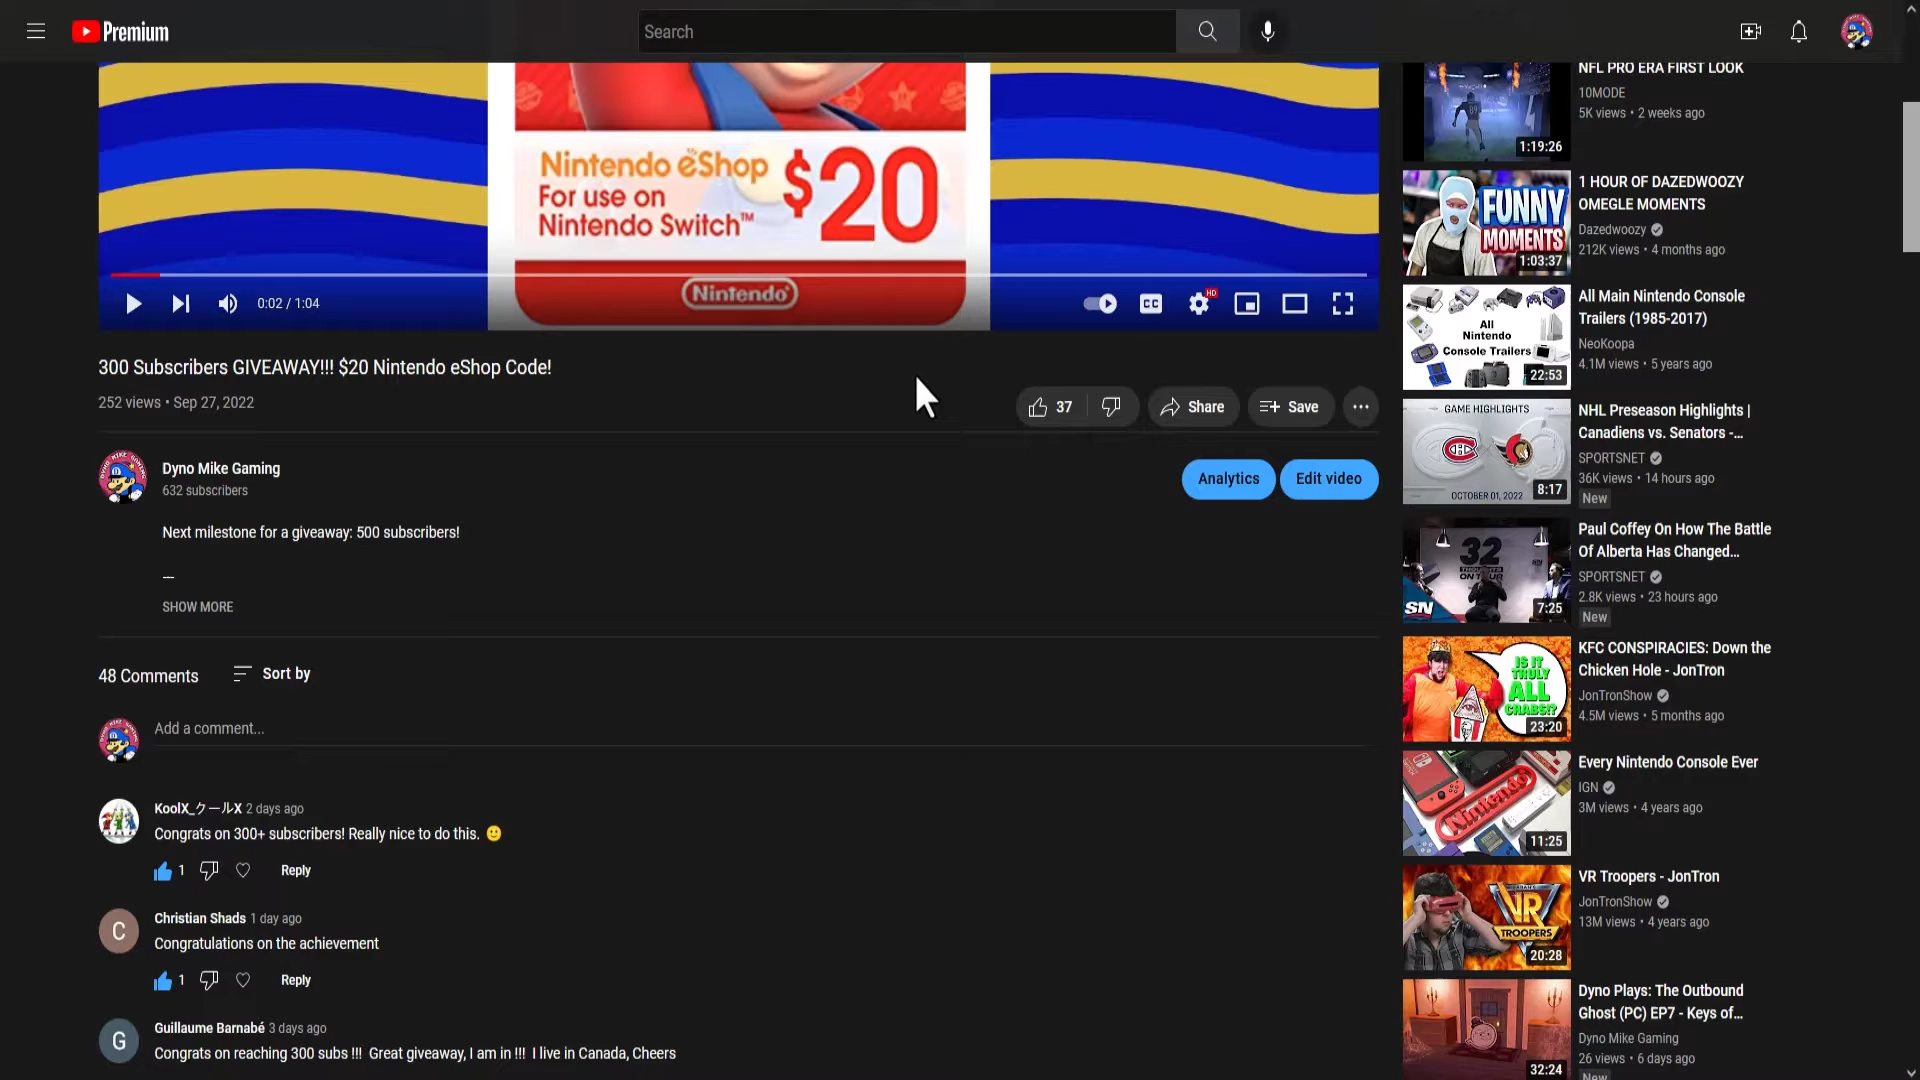 Premium
Search
Nintendo eShop
For use on
Nintendo Switch™
$20
Nintendo
0:02 / 1:04
CC
HD
300 Subscribers GIVEAWAY!!! $20 Nintendo eShop Code!
252 views • Sep 27, 2022
37
Share
Save
Dyno Mike Gaming
632 subscribers
Analytics
Edit video
Next milestone for a giveaway: 500 subscribers!
---
SHOW MORE
48 Comments
Sort by
Add a comment...
KoolX_クールX 2 days ago
Congrats on 300+ subscribers! Really nice to do this. 🙂
1
Reply
C
Christian Shads 1 day ago
Congratulations on the achievement
1
Reply
G
Guillaume Barnabé 3 days ago
Congrats on reaching 300 subs !!!  Great giveaway, I am in !!!  I live in Canada, Cheers
1:19:26
NFL PRO ERA FIRST LOOK
10MODE
5K views • 2 weeks ago
FUNNY
MOMENTS
1:03:37
1 HOUR OF DAZEDWOOZY
OMEGLE MOMENTS
Dazedwoozy
212K views • 4 months ago
All
Nintendo
Console Trailers
22:53
All Main Nintendo Console
Trailers (1985-2017)
NeoKoopa
4.1M views • 5 years ago
GAME HIGHLIGHTS
OCTOBER 01, 2022
8:17
NHL Preseason Highlights |
Canadiens vs. Senators -...
SPORTSNET
36K views • 14 hours ago
New
32
THOUGHTS
ON TOUR
SN
7:25
Paul Coffey On How The Battle
Of Alberta Has Changed...
SPORTSNET
2.8K views • 23 hours ago
New
IS IT
TRULY
ALL
CRABS!?
23:20
KFC CONSPIRACIES: Down the
Chicken Hole - JonTron
JonTronShow
4.5M views • 5 months ago
Nintendo
11:25
Every Nintendo Console Ever
IGN
3M views • 4 years ago
VR
TROOPERS
20:28
VR Troopers - JonTron
JonTronShow
13M views • 4 years ago
32:24
Dyno Plays: The Outbound
Ghost (PC) EP7 - Keys of...
Dyno Mike Gaming
26 views • 6 days ago
New